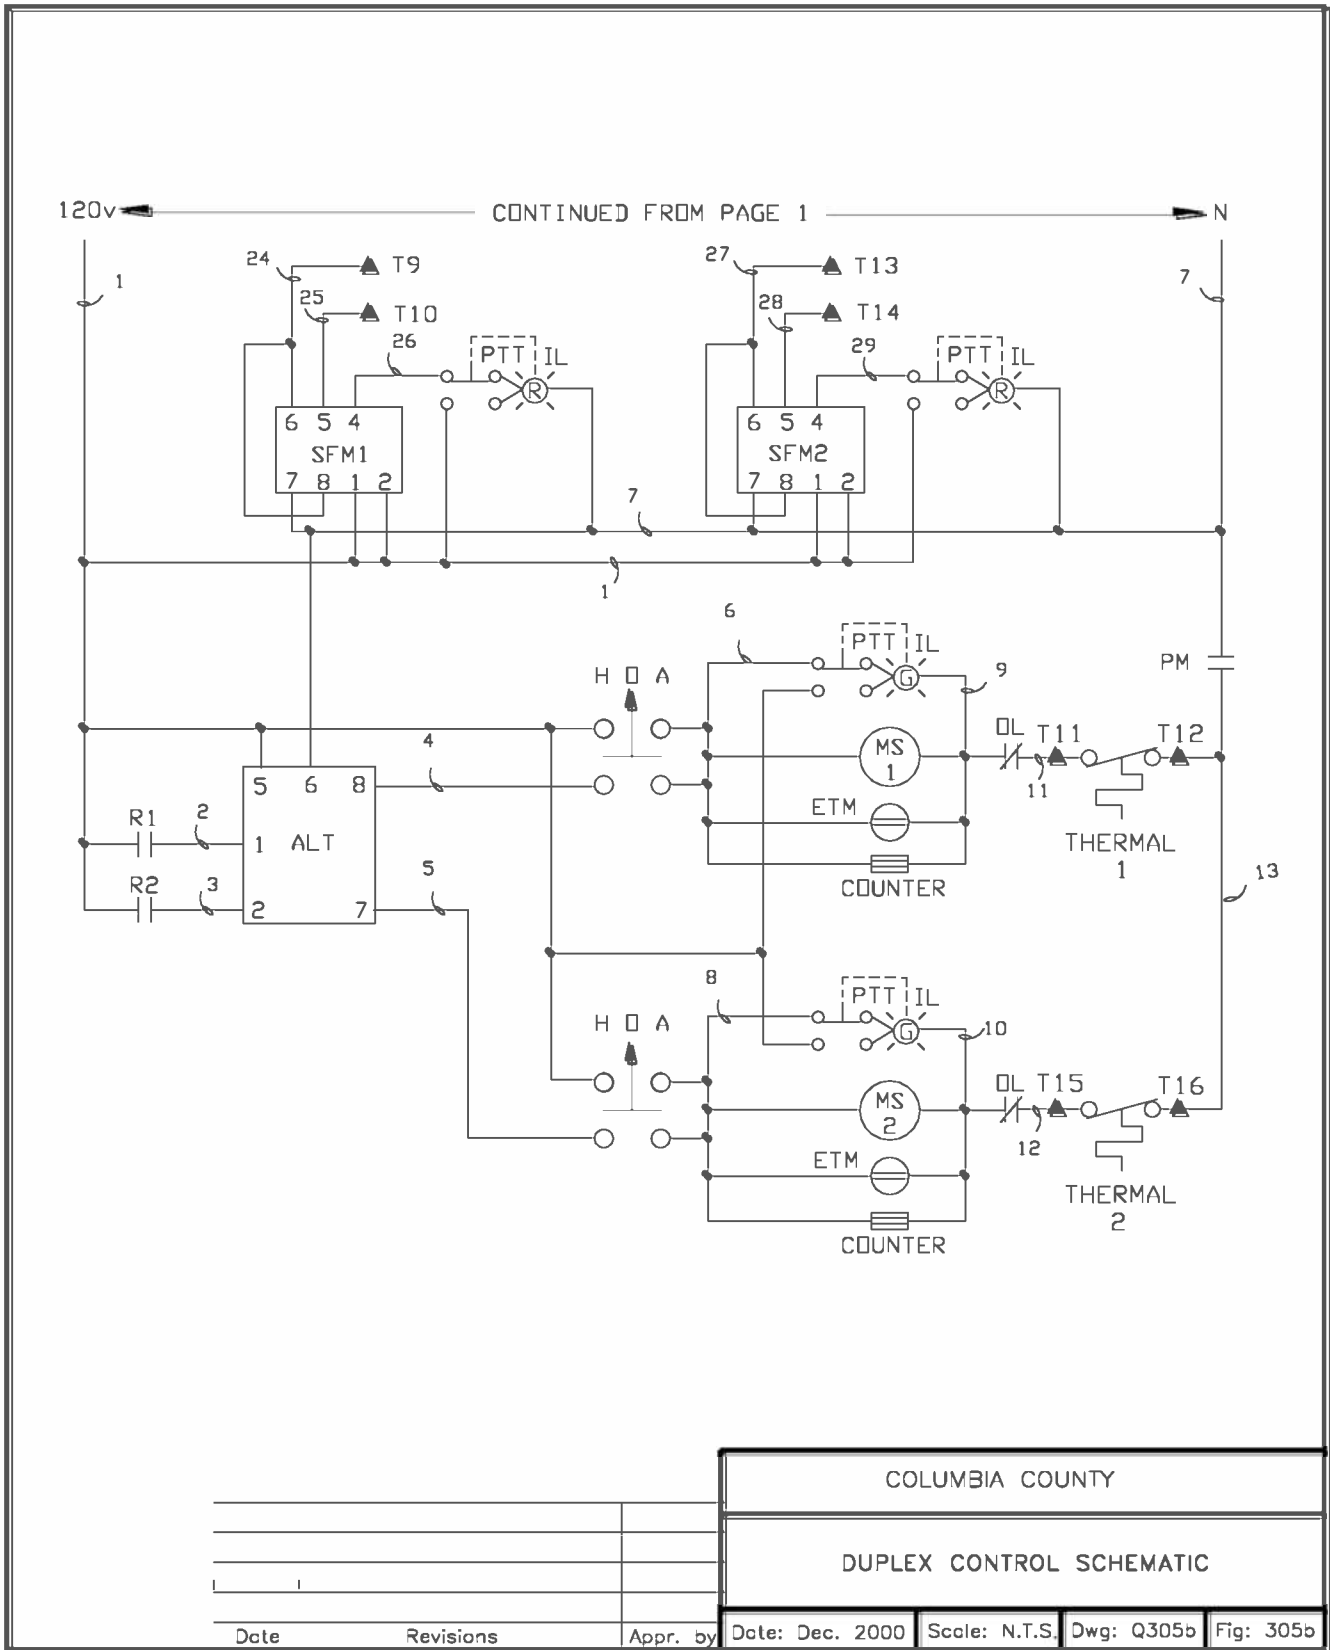 120v CONTINUED FROM PAGE 1 N
24 T9 27 T13
1 7
25 T10 28 T14
26 29
PTT IL PTT IL
R R
6 5 4 6 5 4
SFM1 SFM2
7 8 1 2 7 8 1 2
7
1
6
PTT IL
H O A G 9 PM
4 OL T11 T12
MS
1
5 6 8
11
2 ETM
R1
1 ALT THERMAL
1
5 13
R2 3 COUNTER
2 7
8
PTT IL
H O A G 10
OL T15 T16
MS
2
12
ETM
THERMAL
2
COUNTER
COLUMBIA COUNTY
DUPLEX CONTROL SCHEMATIC
Date Revisions Appr. by Date: Dec. 2000 Scale: N.T.S. Dwg: Q305b Fig: 305b